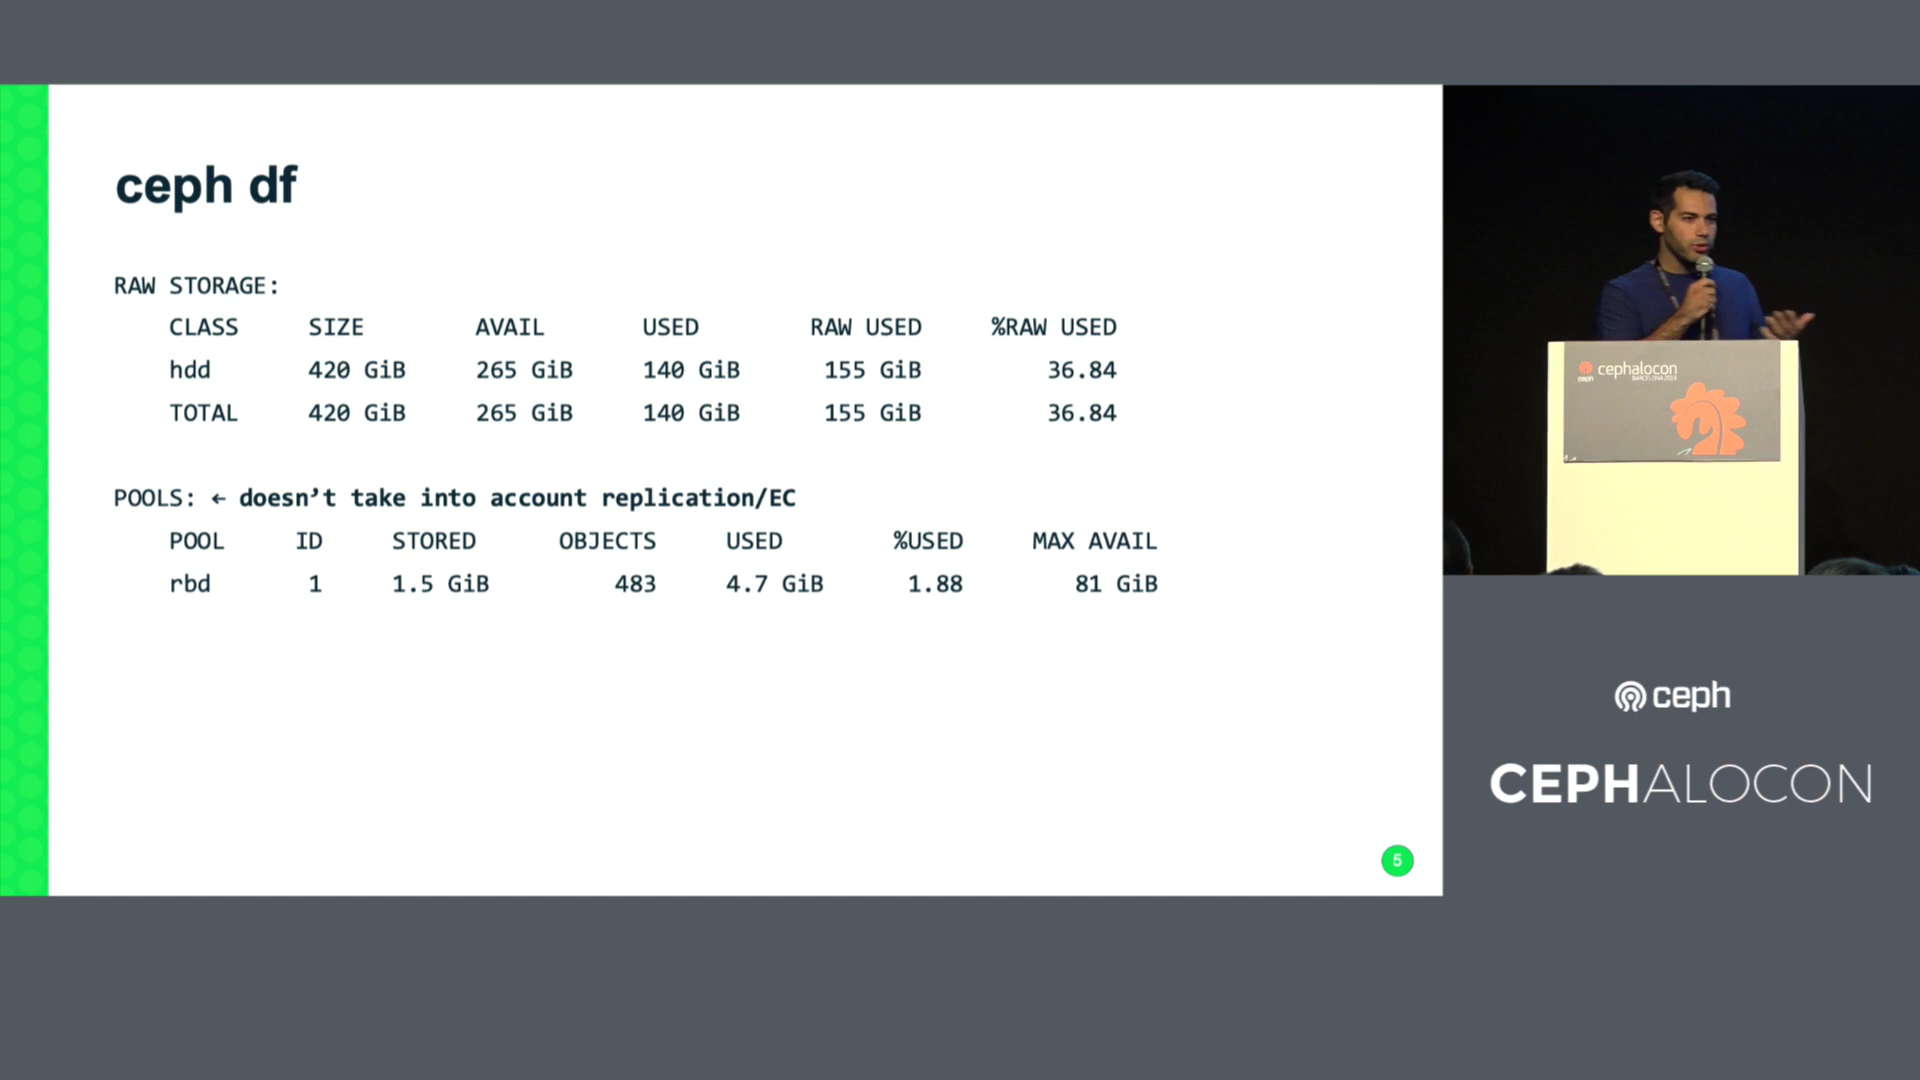 ceph df
RAW STORAGE:
CLASS SIZE AVAIL USED RAW USED %RAW USED
hdd 420 GiB 265 GiB 140 GiB 155 GiB 36.84
TOTAL 420 GiB 265 GiB 140 GiB 155 GiB 36.84
POOLS: ← doesn’t take into account replication/EC
POOL ID STORED OBJECTS USED %USED MAX AVAIL
rbd 1 1.5 GiB 483 4.7 GiB 1.88 81 GiB
5
ceph
cephalocon
BARCELONA 2019
ceph
CEPHALOCON